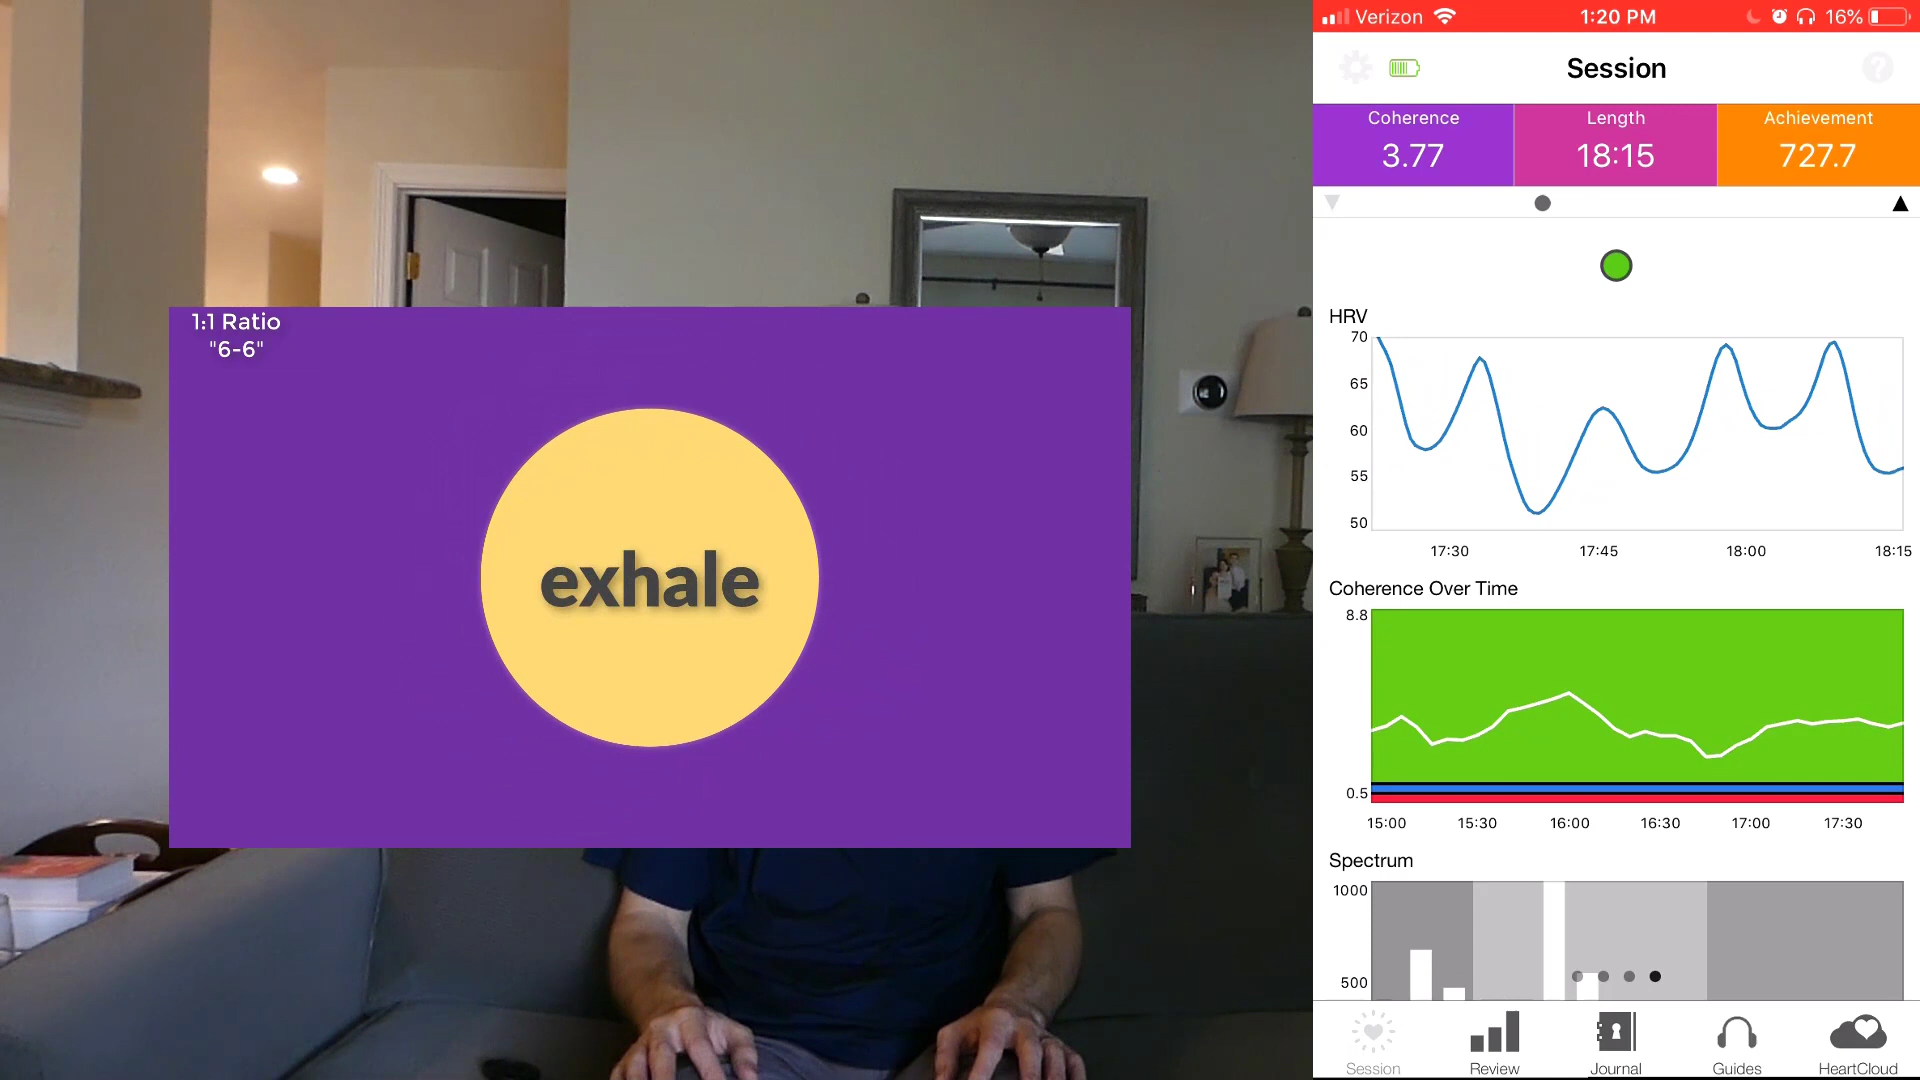 1:1 Ratio
"6-6"
exhale
Verizon 1:20 PM 16%
Session
?
Coherence Length Achievement
3.77 18:15 727.7
HRV
70
65
60
55
50
17:30 17:45 18:00 18:15
Coherence Over Time
8.8
0.5
15:00 15:30 16:00 16:30 17:00 17:30
Spectrum
1000
500
Session Review Journal Guides HeartCloud